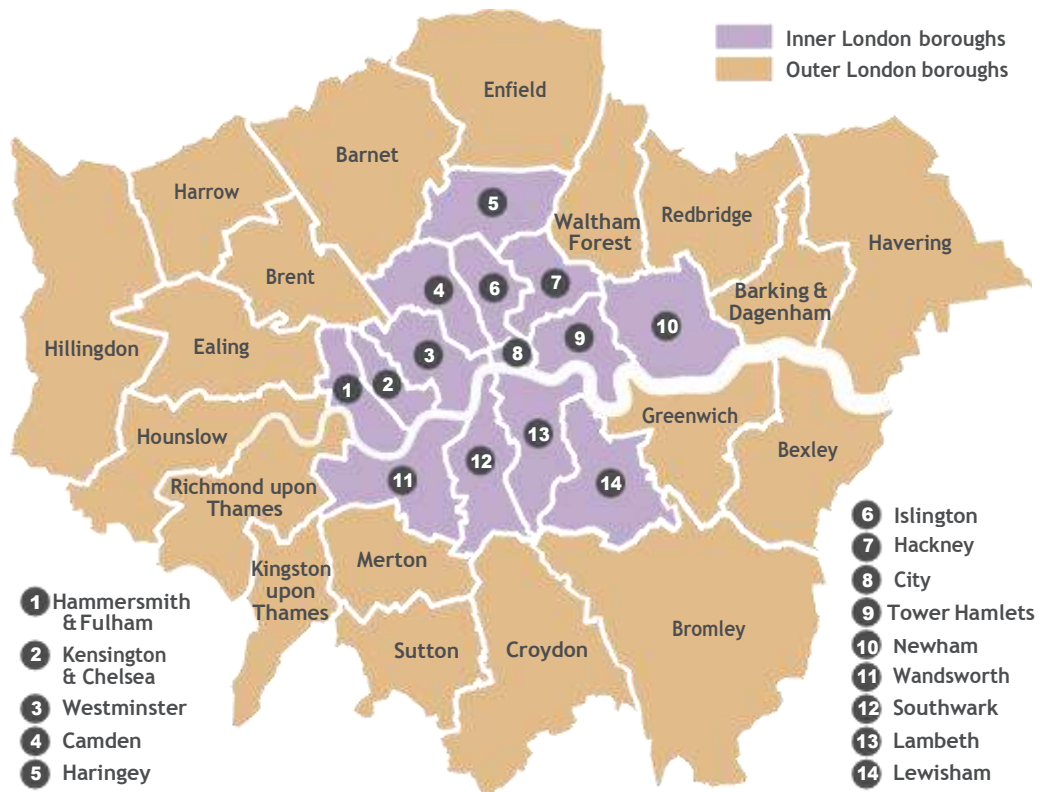 Inner London boroughs
Outer London boroughs
Enfield
Barnet
Harrow
5
Waltham
Forest
Redbridge
Havering
Brent
4
6
7
Barking &
Dagenham
10
Hillingdon
Ealing
3
8
9
1
2
Hounslow
Greenwich
13
Bexley
12
11
14
Richmond upon
Thames
Merton
Kingston
upon
Thames
Sutton
Croydon
Bromley
1 Hammersmith
& Fulham
2 Kensington
& Chelsea
3 Westminster
4 Camden
5 Haringey
6 Islington
7 Hackney
8 City
9 Tower Hamlets
10 Newham
11 Wandsworth
12 Southwark
13 Lambeth
14 Lewisham